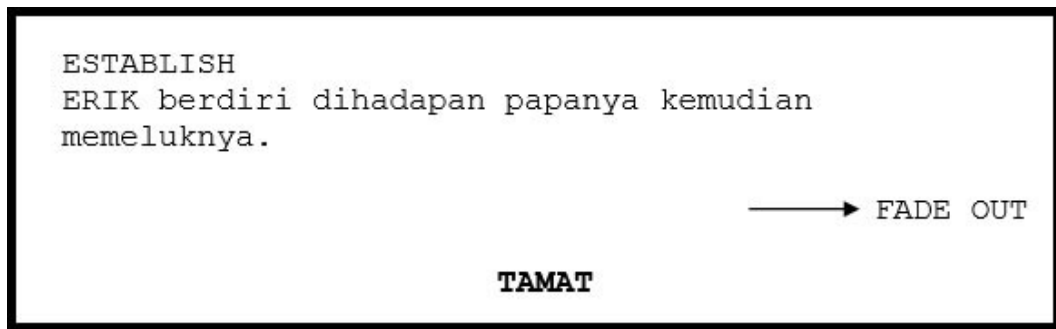 ESTABLISH
ERIK berdiri dihadapan papanya kemudian
memeluknya.
FADE OUT
TAMAT